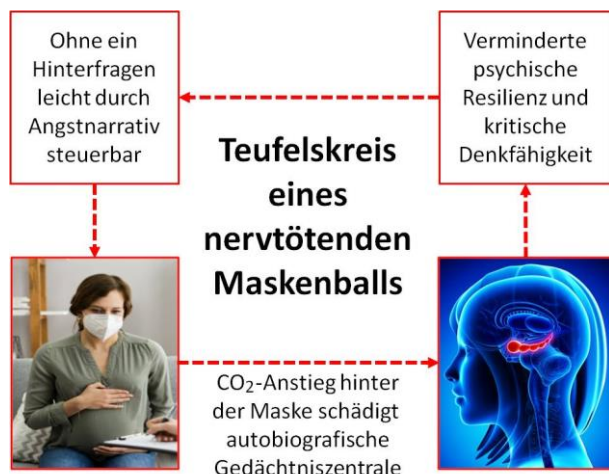 Ohne ein
Hinterfragen
leicht durch
Angstnarrativ
steuerbar
Verminderte
psychische
Resilienz und
kritische
Denkfähigkeit
Teufelskreis
eines
nervtötenden
Maskenballs
CO₂-Anstieg hinter
der Maske schädigt
autobiografische
Gedächtniszentrale